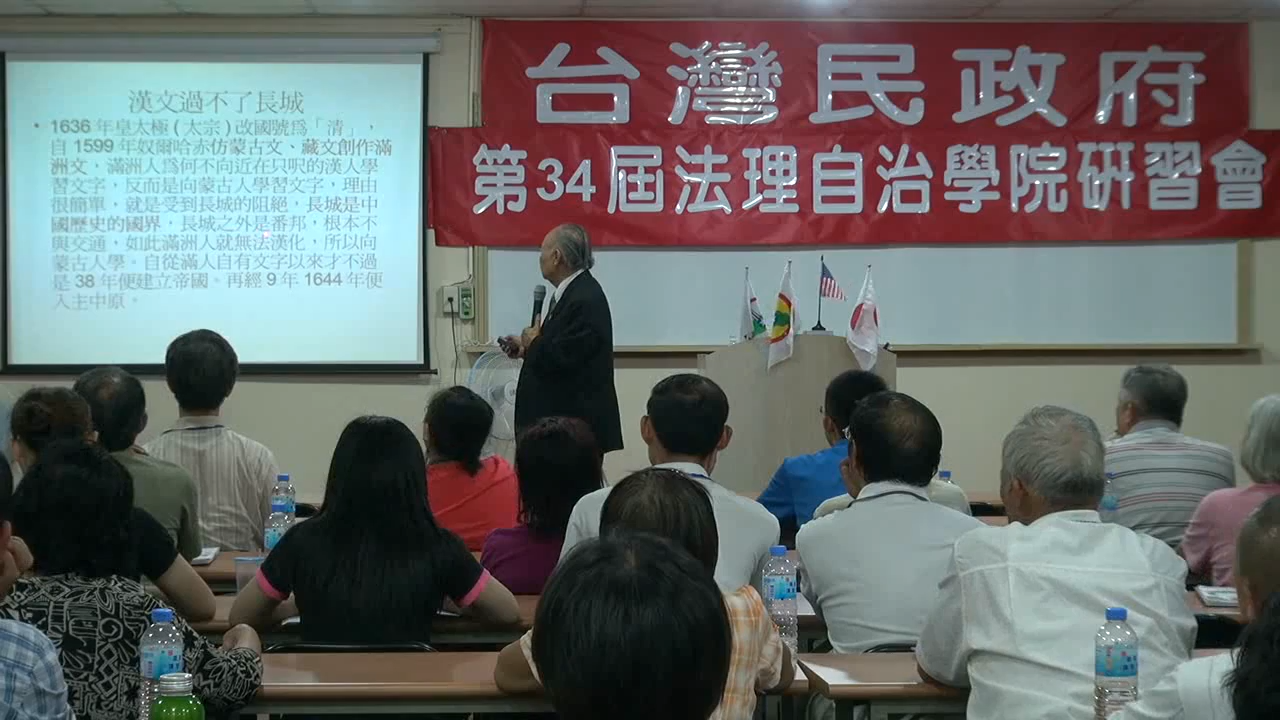 漢文過不了長城
• 1636 年皇太極 ( 太宗 ) 改國號爲「清」,
自 1599 年奴爾哈赤仿蒙古文、藏文創作滿
洲文，滿洲人爲何不向近在只呎的漢人學
習文字，反而是向蒙古人學習文字，理由
很簡單，就是受到長城的阻絕，長城是中
國歷史的國界，長城之外是番邦，根本不
與交通，如此滿洲人就無法漢化，所以向
蒙古人學。自從滿人自有文字以來才不過
是 38 年便建立帝國。再經 9 年 1644 年便
入主中原。
台灣民政府
第34屆法理自治學院研習會